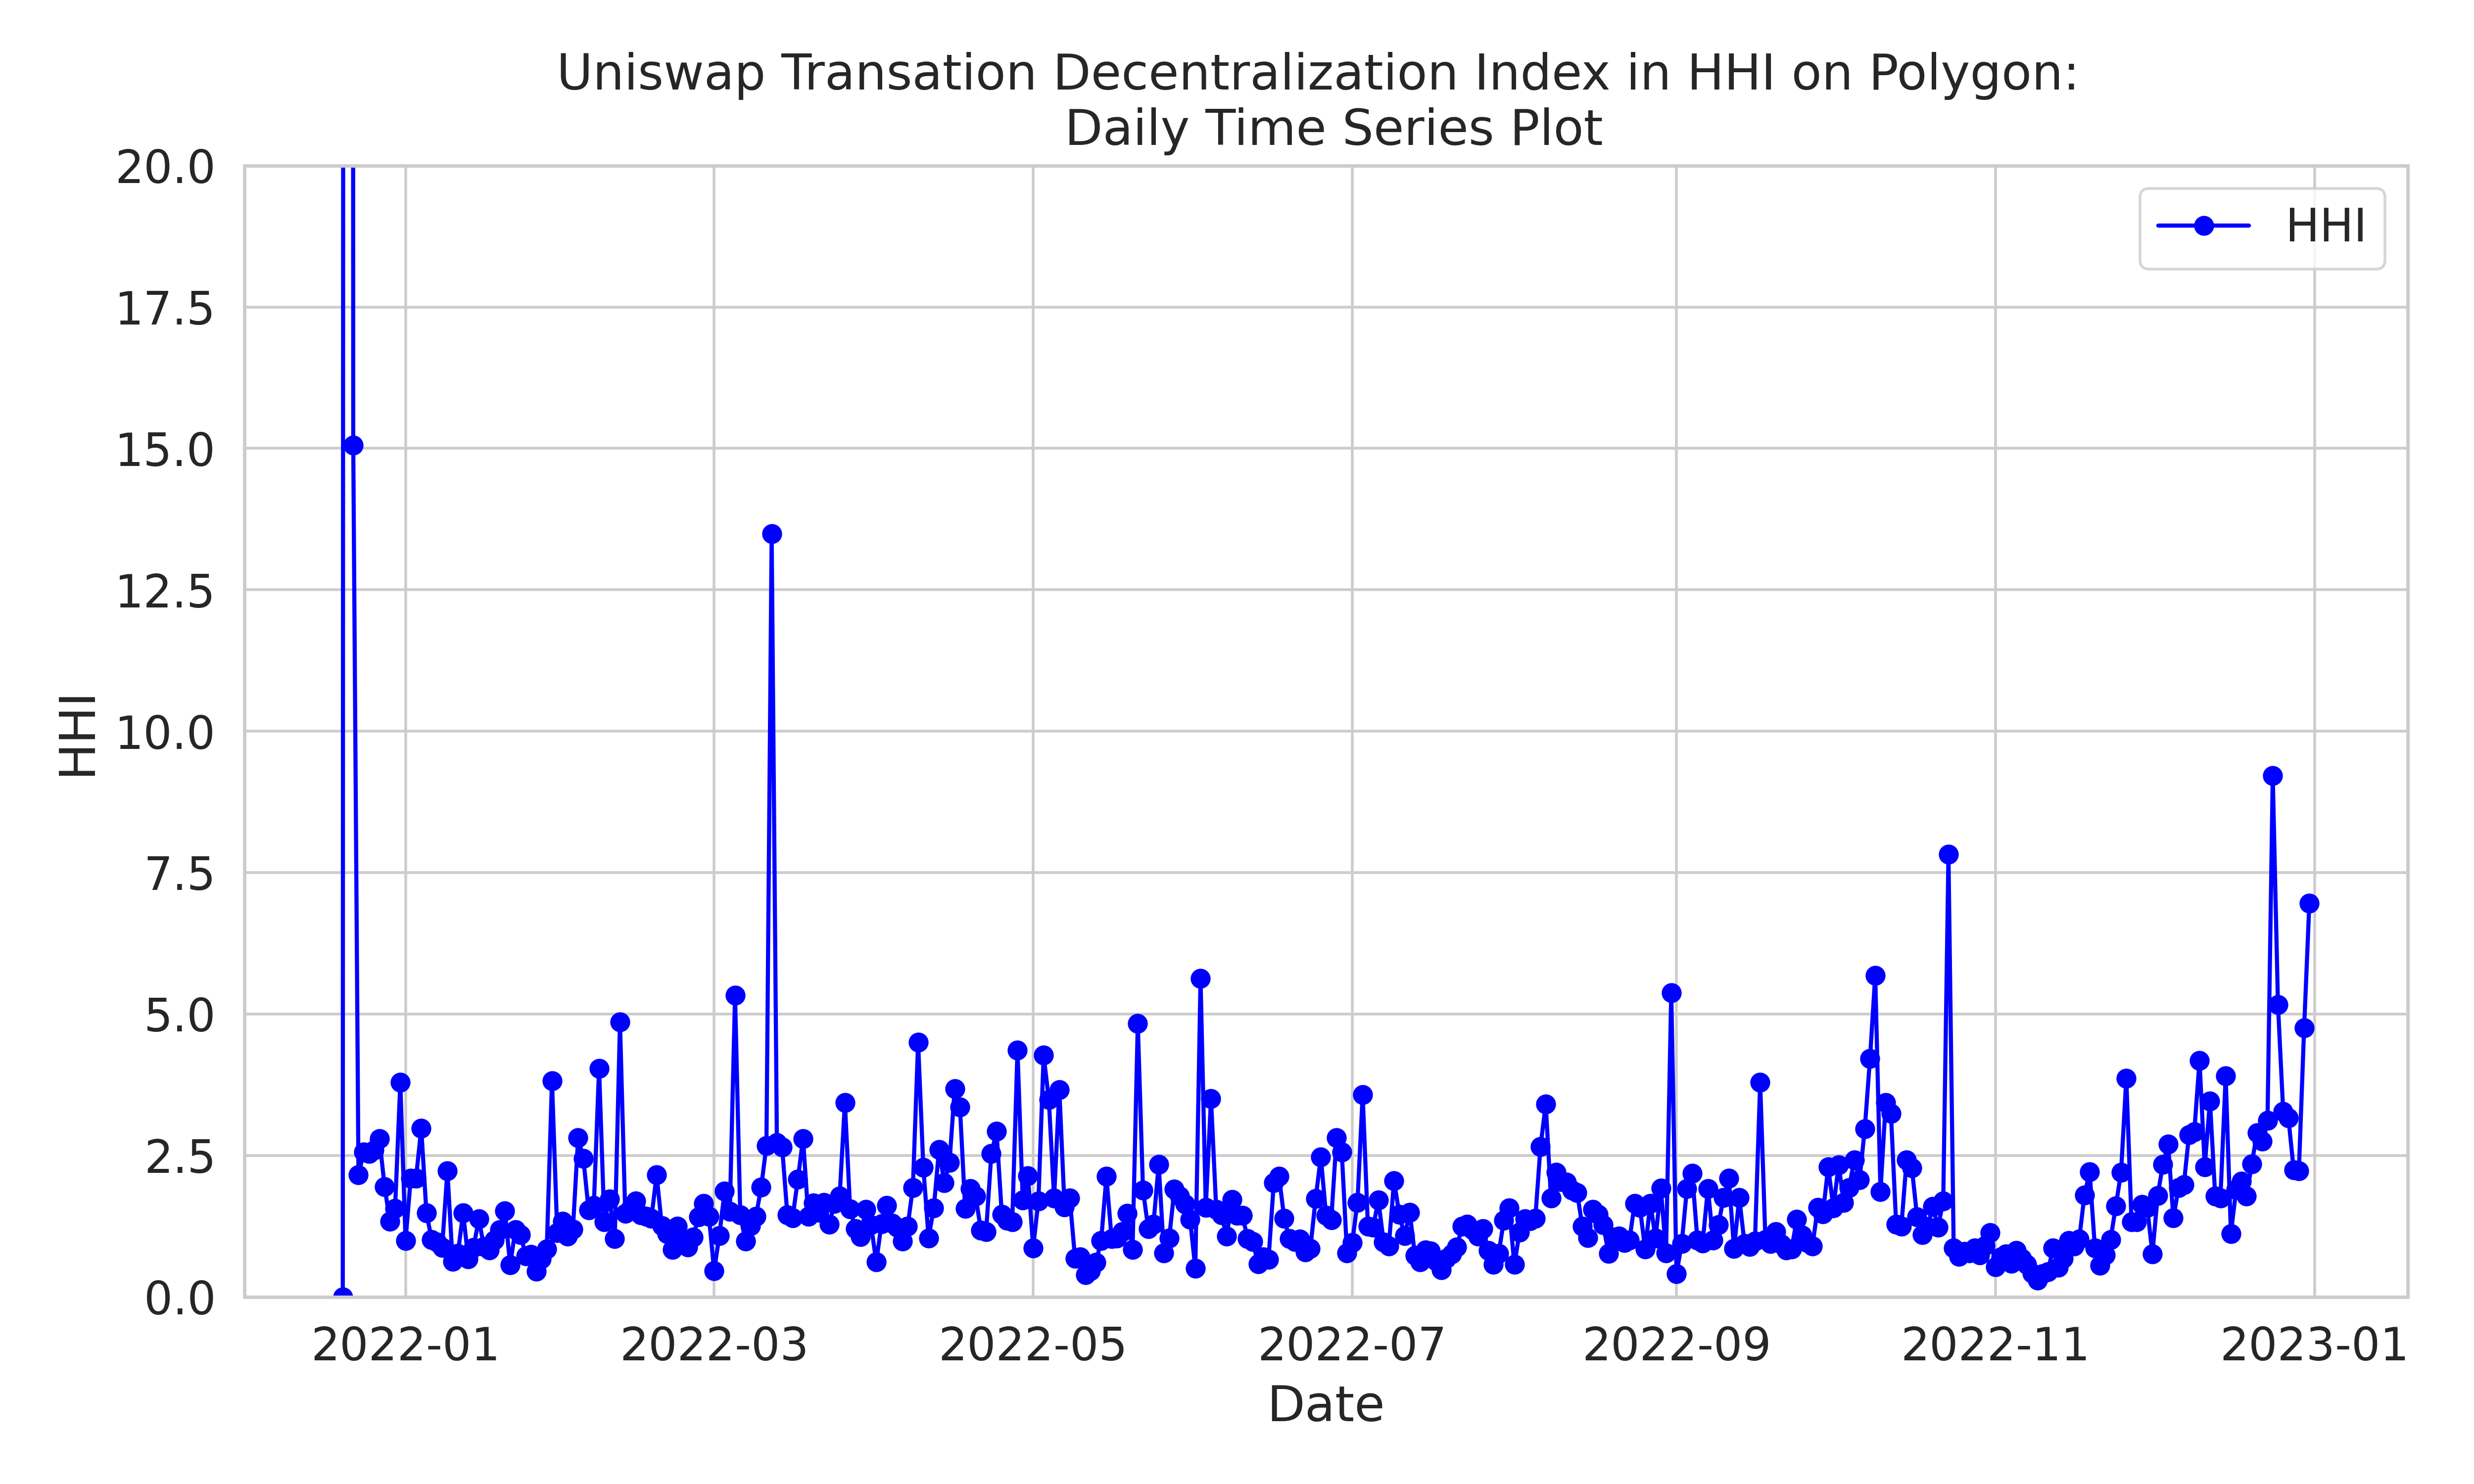 Uniswap Transation Decentralization Index in HHI on Polygon:
Daily Time Series Plot
HHI
20.0
17.5
15.0
12.5
10.0
7.5
5.0
2.5
0.0
HHI
2022-01 2022-03 2022-05 2022-07 2022-09 2022-11 2023-01
Date